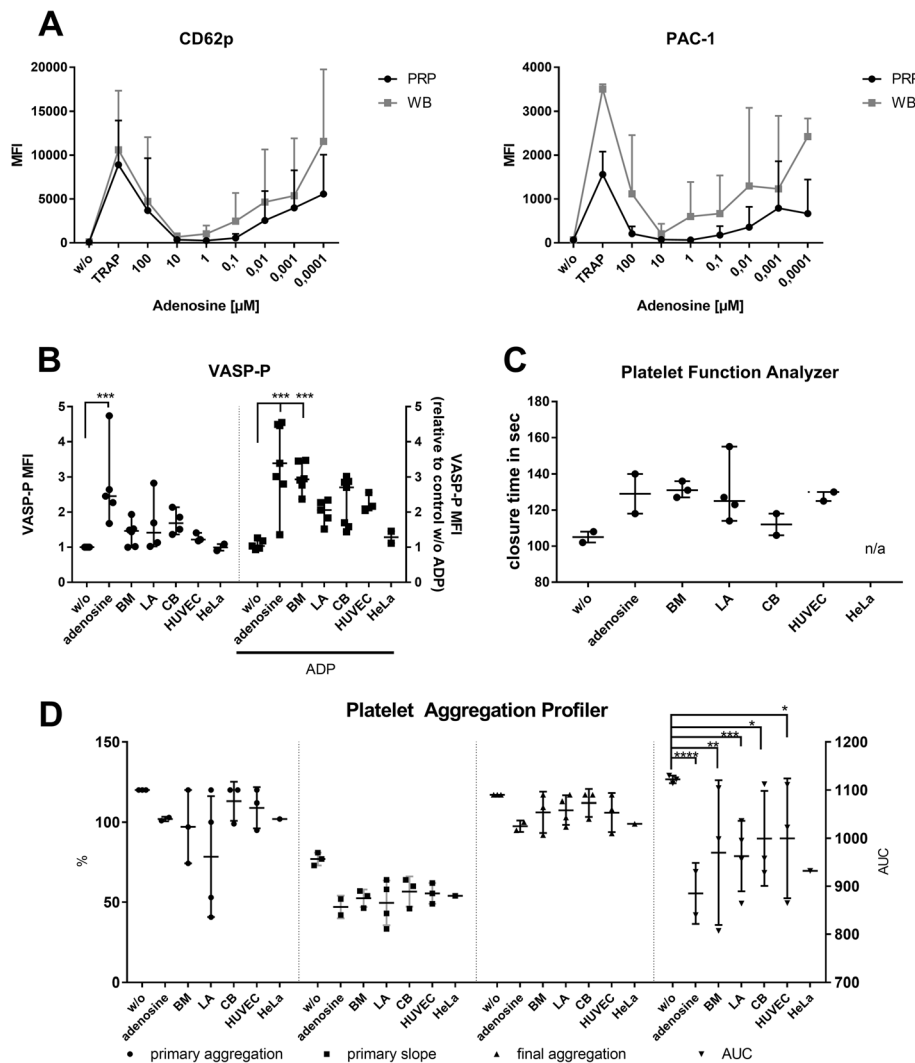 A
CD62p
20000
15000
10000
5000
0
MFI
PRP
WB
w/o
TRAP
100
10
1
0,1
0,01
0,001
0,0001
Adenosine [µM]
PAC-1
4000
3000
2000
1000
0
MFI
PRP
WB
w/o
TRAP
100
10
1
0,1
0,01
0,001
0,0001
Adenosine [µM]
B
VASP-P
VASP-P MFI
5
4
3
2
1
0
***
*** ***
5
4
3
2
1
0
VASP-P MFI
(relative to control w/o ADP)
w/o
adenosine
BM
LA
CB
HUVEC
HeLa
w/o
adenosine
BM
LA
CB
HUVEC
HeLa
ADP
C
Platelet Function Analyzer
closure time in sec
180
160
140
120
100
80
n/a
w/o
adenosine
BM
LA
CB
HUVEC
HeLa
D
Platelet Aggregation Profiler
%
150
100
50
0
*
*
***
**
****
1200
1100
1000
900
800
700
AUC
w/o
adenosine
BM
LA
CB
HUVEC
HeLa
w/o
adenosine
BM
LA
CB
HUVEC
HeLa
w/o
adenosine
BM
LA
CB
HUVEC
HeLa
w/o
adenosine
BM
LA
CB
HUVEC
HeLa
primary aggregation
primary slope
final aggregation
AUC